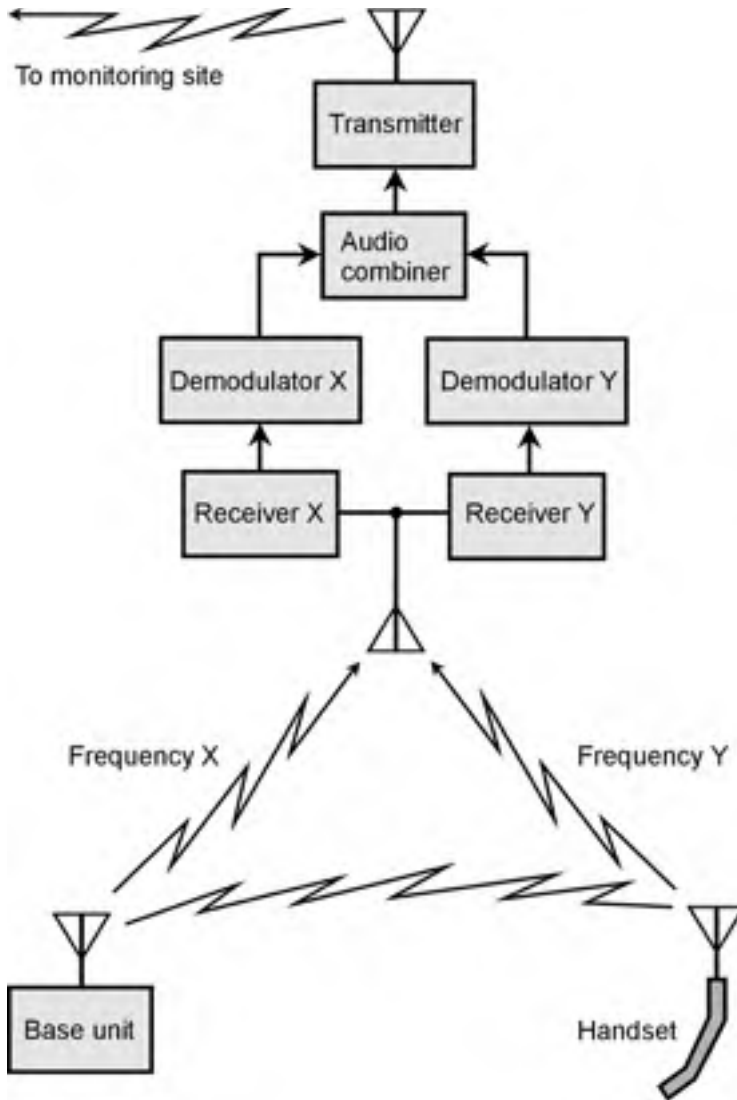 To monitoring site
Transmitter
Audio
combiner
Demodulator X
Demodulator Y
Receiver X
Receiver Y
Frequency X
Frequency Y
Base unit
Handset